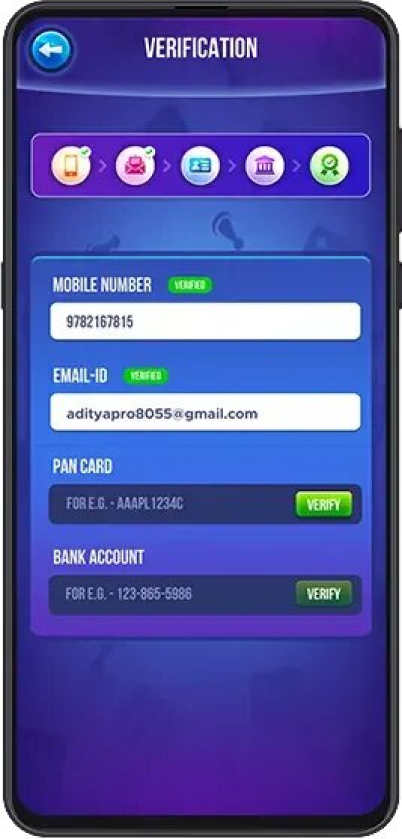 VERIFICATION
MOBILE NUMBER VERIFIED
9782167815
EMAIL-ID VERIFIED
adityapro8055@gmail.com
PAN CARD
FOR E.G. - AAAPL1234C VERIFY
BANK ACCOUNT
FOR E.G. - 123-865-5986 VERIFY